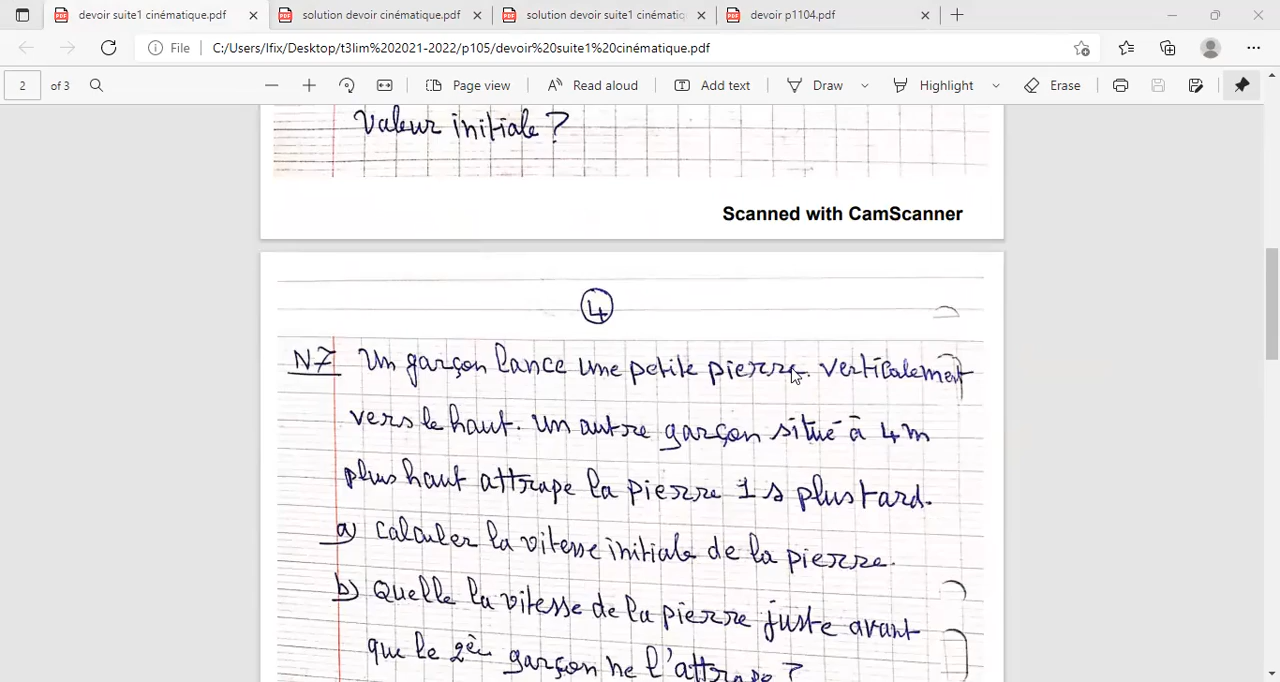 devoir suite1 cinématique.pdf
solution devoir cinématique.pdf
solution devoir suite1 cinématiq
devoir p1104.pdf
File
C:/Users/Ifix/Desktop/t3lim%202021-2022/p105/devoir%20suite1%20cinématique.pdf
2 of 3
Page view
Read aloud
Add text
Draw
Highlight
Erase
Valeur initiale ?
Scanned with CamScanner
4
N7 Un garçon lance une petite pierre. verticalement
vers le haut. Un autre garçon situé à 4m
plus haut attrape la pierre 1 s plus tard.
a) calculer la vitesse initiale de la pierre.
b) Quelle la vitesse de la pierre juste avant
que le 2è garçon ne l'attrape ?